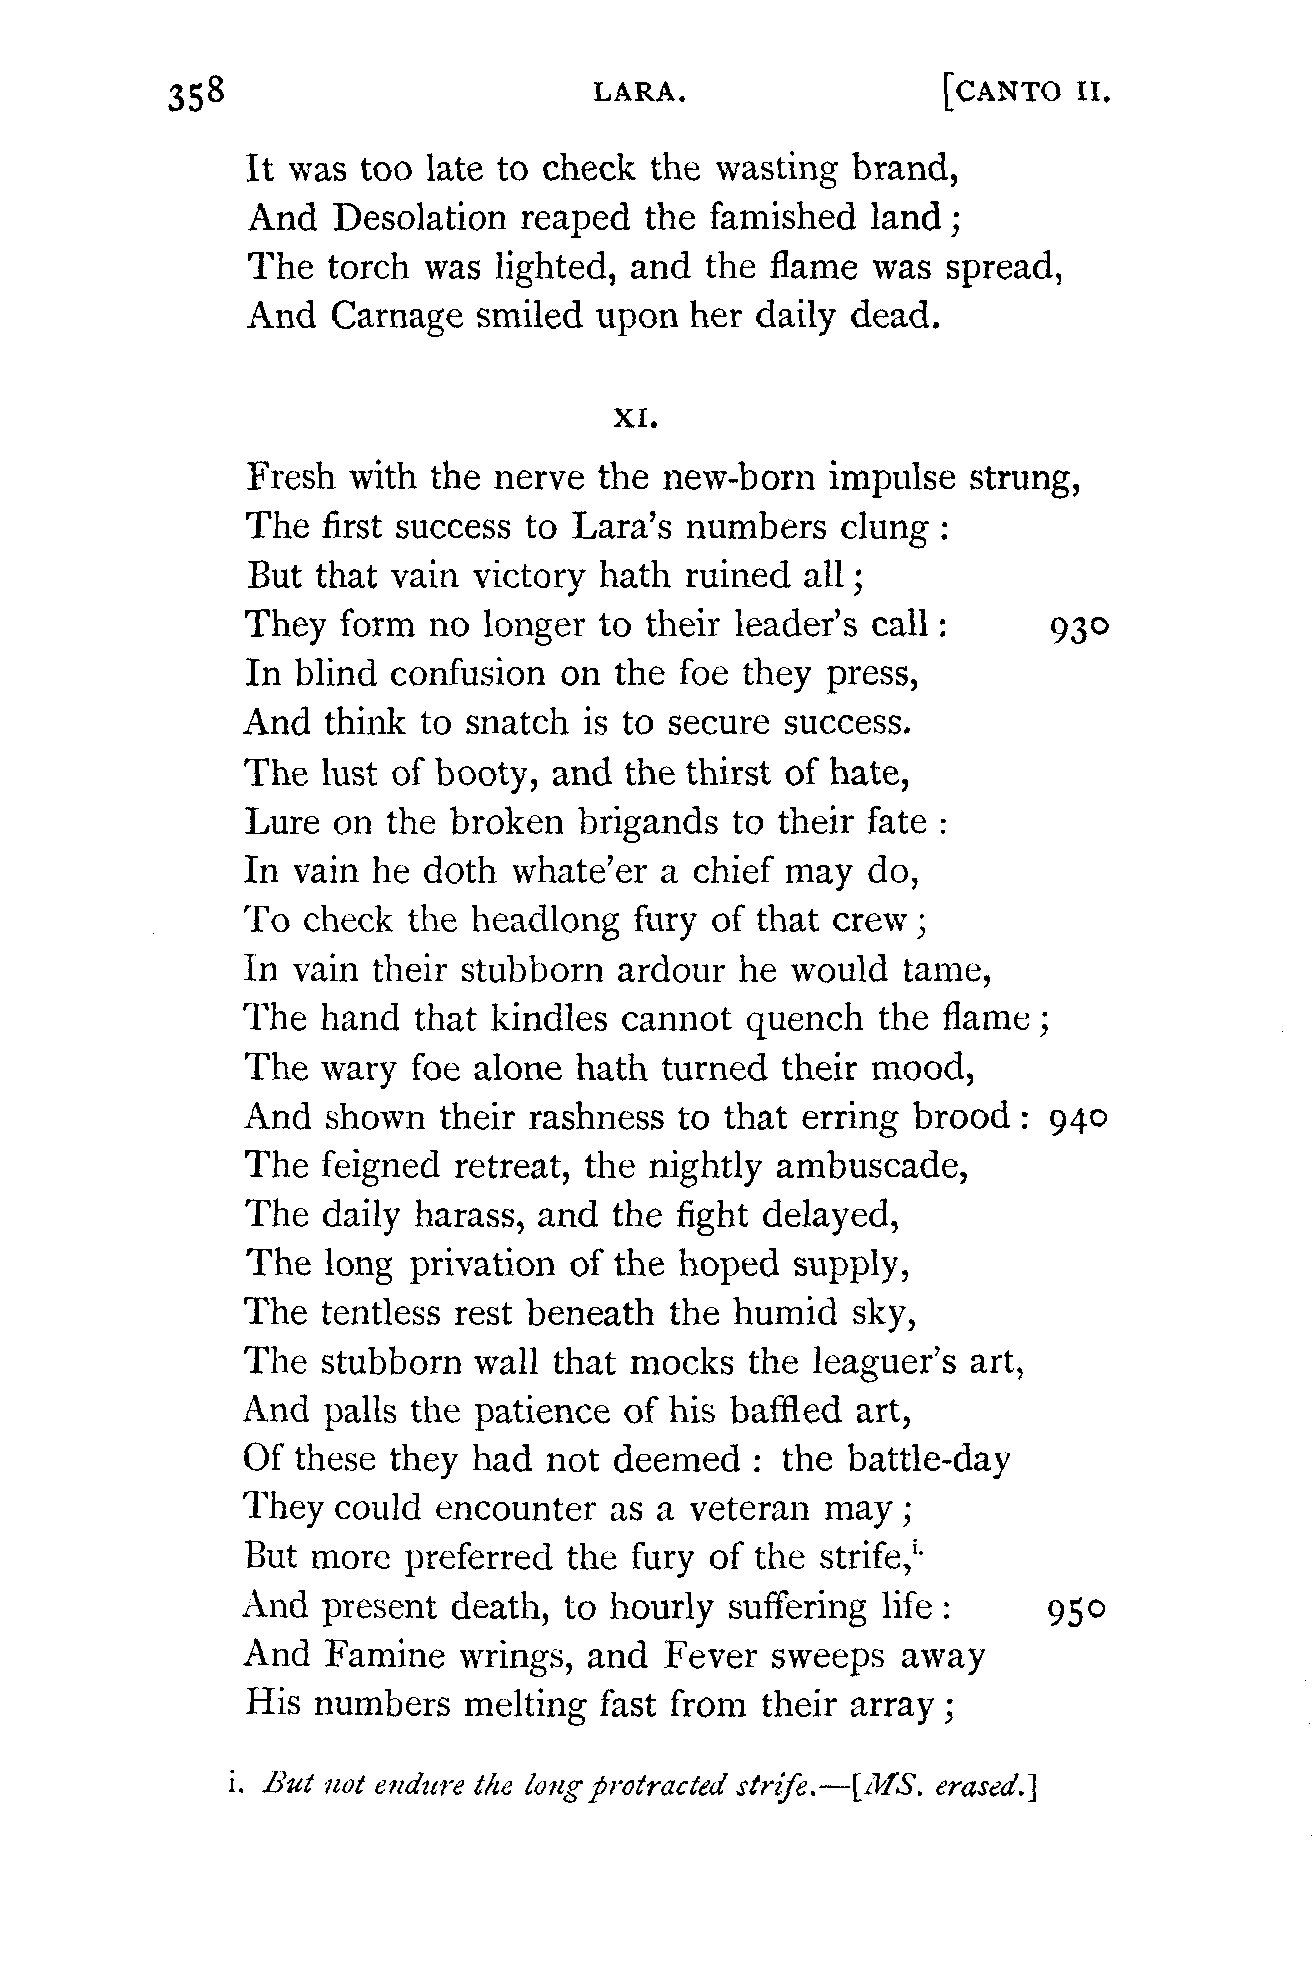 358 LARA. [CANTO II.
It was too late to check the wasting brand,
And Desolation reaped the famished land ;
The torch was lighted, and the flame was spread,
And Carnage smiled upon her daily dead.
XI.
Fresh with the nerve the new-born impulse strung,
The first success to Lara's numbers clung :
But that vain victory hath ruined all ;
They form no longer to their leader's call : 930
In blind confusion on the foe they press,
And think to snatch is to secure success.
The lust of booty, and the thirst of hate,
Lure on the broken brigands to their fate :
In vain he doth whate'er a chief may do,
To check the headlong fury of that crew ;
In vain their stubborn ardour he would tame,
The hand that kindles cannot quench the flame ;
The wary foe alone hath turned their mood,
And shown their rashness to that erring brood : 940
The feigned retreat, the nightly ambuscade,
The daily harass, and the fight delayed,
The long privation of the hoped supply,
The tentless rest beneath the humid sky,
The stubborn wall that mocks the leaguer's art,
And palls the patience of his baffled art,
Of these they had not deemed : the battle-day
They could encounter as a veteran may ;
But more preferred the fury of the strife,i.
And present death, to hourly suffering life : 950
And Famine wrings, and Fever sweeps away
His numbers melting fast from their array ;
i. But not endure the long protracted strife.—[MS. erased.]